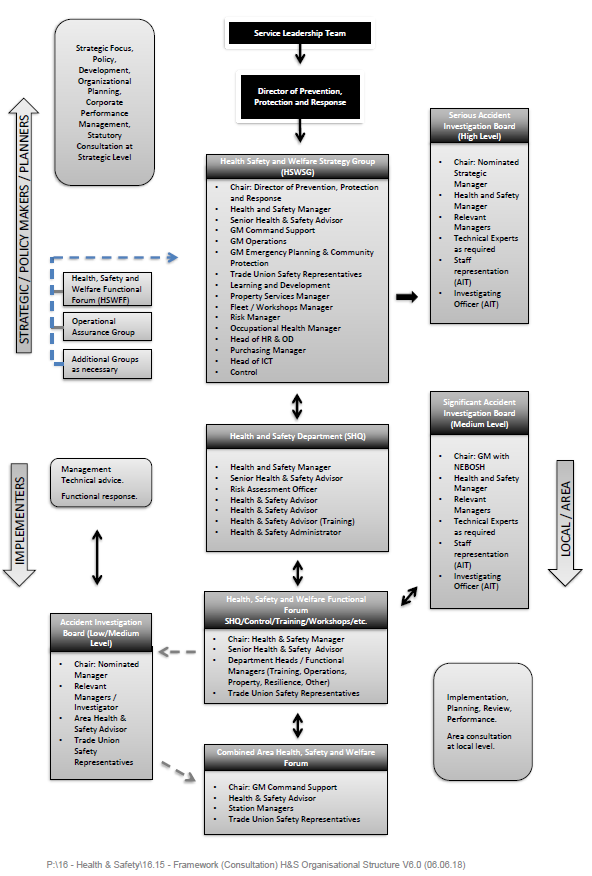 Service Leadership Team
Director of Prevention,
Protection and Response
Strategic Focus,
Policy,
Development,
Organizational
Planning,
Corporate
Performance
Management,
Statutory
Consultation at
Strategic Level
STRATEGIC / POLICY MAKERS / PLANNERS
Health Safety and Welfare Strategy Group
(HSWSG)
• Chair: Director of Prevention, Protection
and Response
• Health and Safety Manager
• Senior Health & Safety Advisor
• GM Command Support
• GM Operations
• GM Emergency Planning & Community
Protection
• Trade Union Safety Representatives
• Learning and Development
• Property Services Manager
• Fleet / Workshops Manager
• Risk Manager
• Occupational Health Manager
• Head of HR & OD
• Purchasing Manager
• Head of ICT
• Control
Serious Accident
Investigation Board
(High Level)
• Chair: Nominated
Strategic
Manager
• Health and Safety
Manager
• Relevant
Managers
• Technical Experts
as required
• Staff
representation
(AIT)
• Investigating
Officer (AIT)
Health, Safety and
Welfare Functional
Forum (HSWFF)
Operational
Assurance Group
Additional Groups
as necessary
Significant Accident
Investigation Board
(Medium Level)
• Chair: GM with
NEBOSH
• Health and Safety
Manager
• Relevant
Managers
• Technical Experts
as required
• Staff
representation
(AIT)
• Investigating
Officer (AIT)
Health and Safety Department (SHQ)
• Health and Safety Manager
• Senior Health & Safety Advisor
• Risk Assessment Officer
• Health & Safety Advisor
• Health & Safety Advisor
• Health & Safety Advisor (Training)
• Health & Safety Administrator
IMPLEMENTERS
Management
Technical advice.
Functional response.
LOCAL / AREA
Health, Safety and Welfare Functional
Forum
SHQ/Control/Training/Workshops/etc.
• Chair: Health & Safety Manager
• Senior Health & Safety Advisor
• Department Heads / Functional
Managers (Training, Operations,
Property, Resilience, Other)
• Trade Union Safety Representatives
Accident Investigation
Board (Low/Medium
Level)
• Chair: Nominated
Manager
• Relevant
Managers /
Investigator
• Area Health &
Safety Advisor
• Trade Union
Safety
Representatives
Implementation,
Planning, Review,
Performance.
Area consultation
at local level.
Combined Area Health, Safety and Welfare
Forum
• Chair: GM Command Support
• Health & Safety Advisor
• Station Managers
• Trade Union Safety Representatives
P:\16 - Health & Safety\16.15 - Framework (Consultation) H&S Organisational Structure V6.0 (06.06.18)